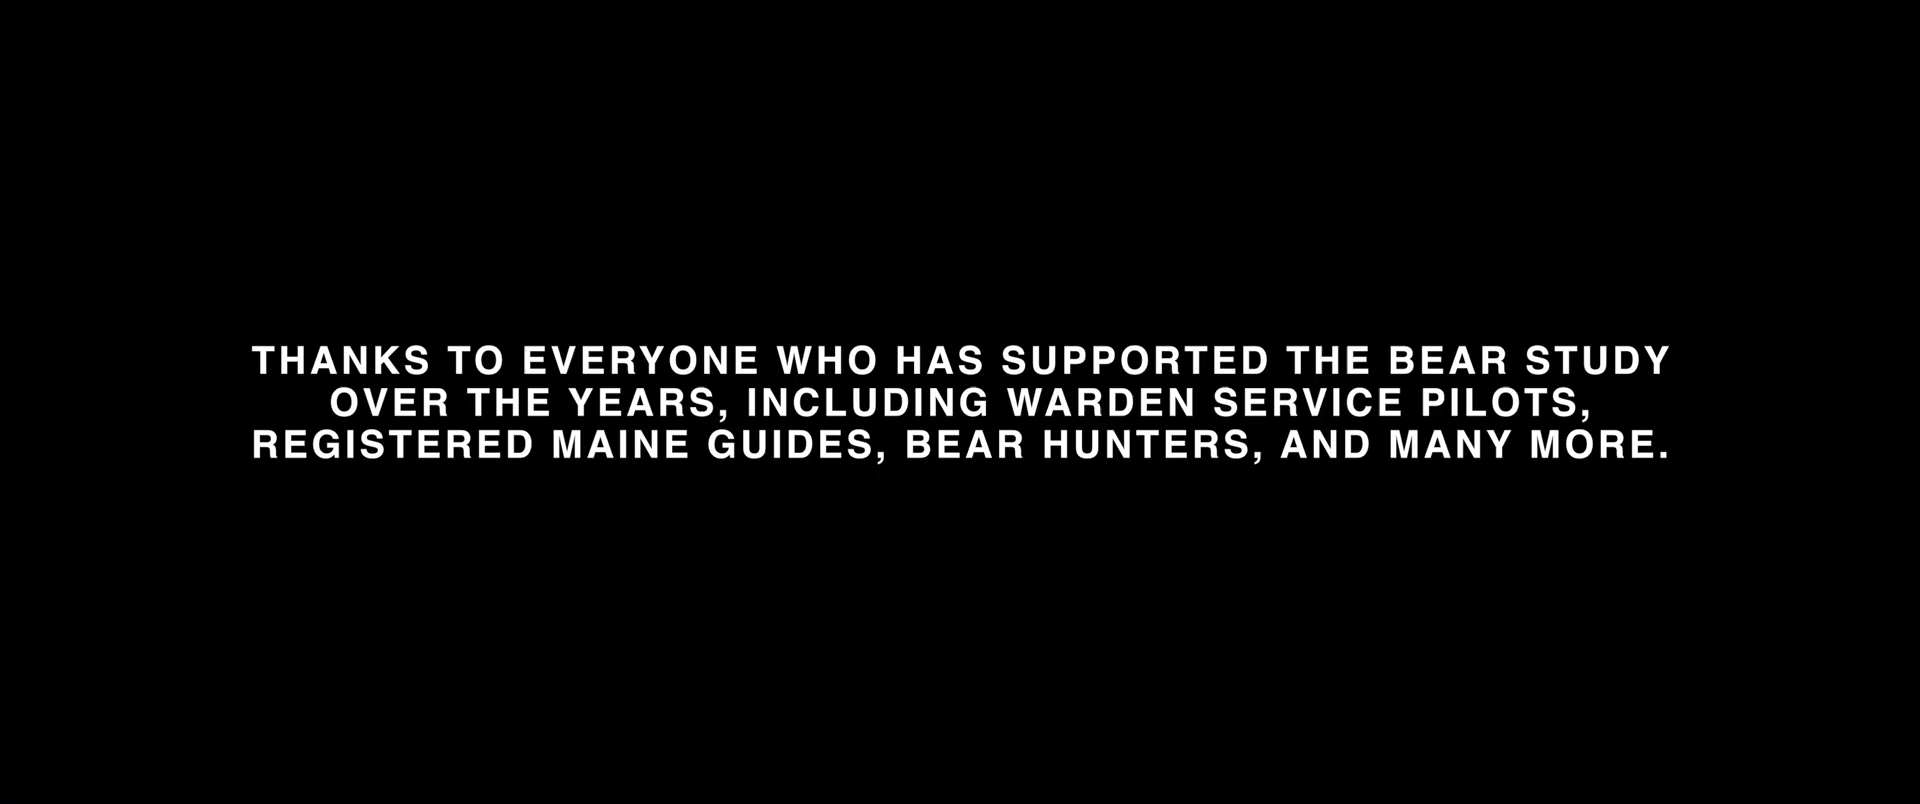 THANKS TO EVERYONE WHO HAS SUPPORTED THE BEAR STUDY
OVER THE YEARS, INCLUDING WARDEN SERVICE PILOTS,
REGISTERED MAINE GUIDES, BEAR HUNTERS, AND MANY MORE.